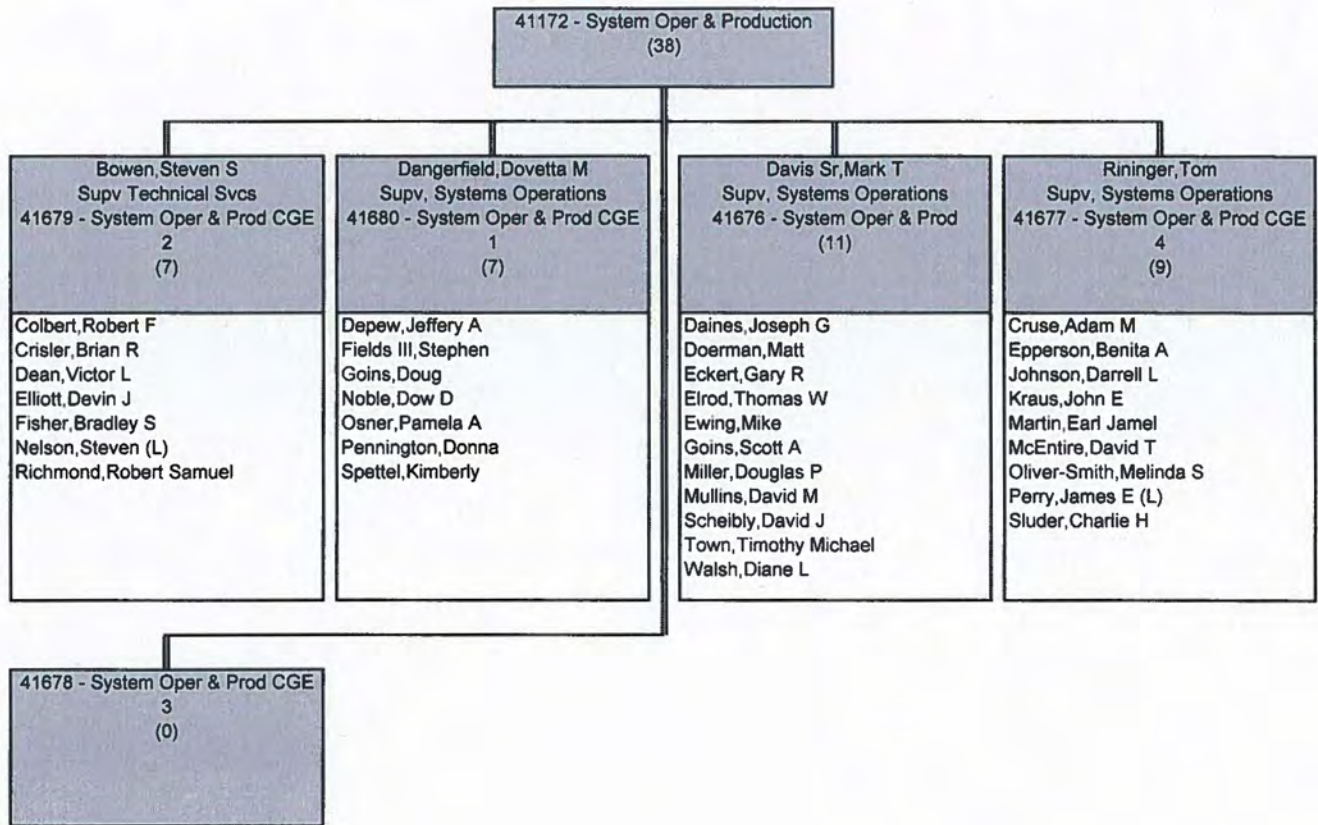 41172 - System Oper & Production
(38)
Bowen,Steven S
Supv Technical Svcs
41679 - System Oper & Prod CGE
2
(7)
Colbert,Robert F
Crisler,Brian R
Dean,Victor L
Elliott,Devin J
Fisher,Bradley S
Nelson,Steven (L)
Richmond,Robert Samuel
Dangerfield,Dovetta M
Supv, Systems Operations
41680 - System Oper & Prod CGE
1
(7)
Depew,Jeffery A
Fields III,Stephen
Goins,Doug
Noble,Dow D
Osner,Pamela A
Pennington,Donna
Spettel,Kimberly
Davis Sr,Mark T
Supv, Systems Operations
41676 - System Oper & Prod
(11)
Daines,Joseph G
Doerman,Matt
Eckert,Gary R
Elrod,Thomas W
Ewing,Mike
Goins,Scott A
Miller,Douglas P
Mullins,David M
Scheibly,David J
Town,Timothy Michael
Walsh,Diane L
Rininger,Tom
Supv, Systems Operations
41677 - System Oper & Prod CGE
4
(9)
Cruse,Adam M
Epperson,Benita A
Johnson,Darrell L
Kraus,John E
Martin,Earl Jamel
McEntire,David T
Oliver-Smith,Melinda S
Perry,James E (L)
Sluder,Charlie H
41678 - System Oper & Prod CGE
3
(0)